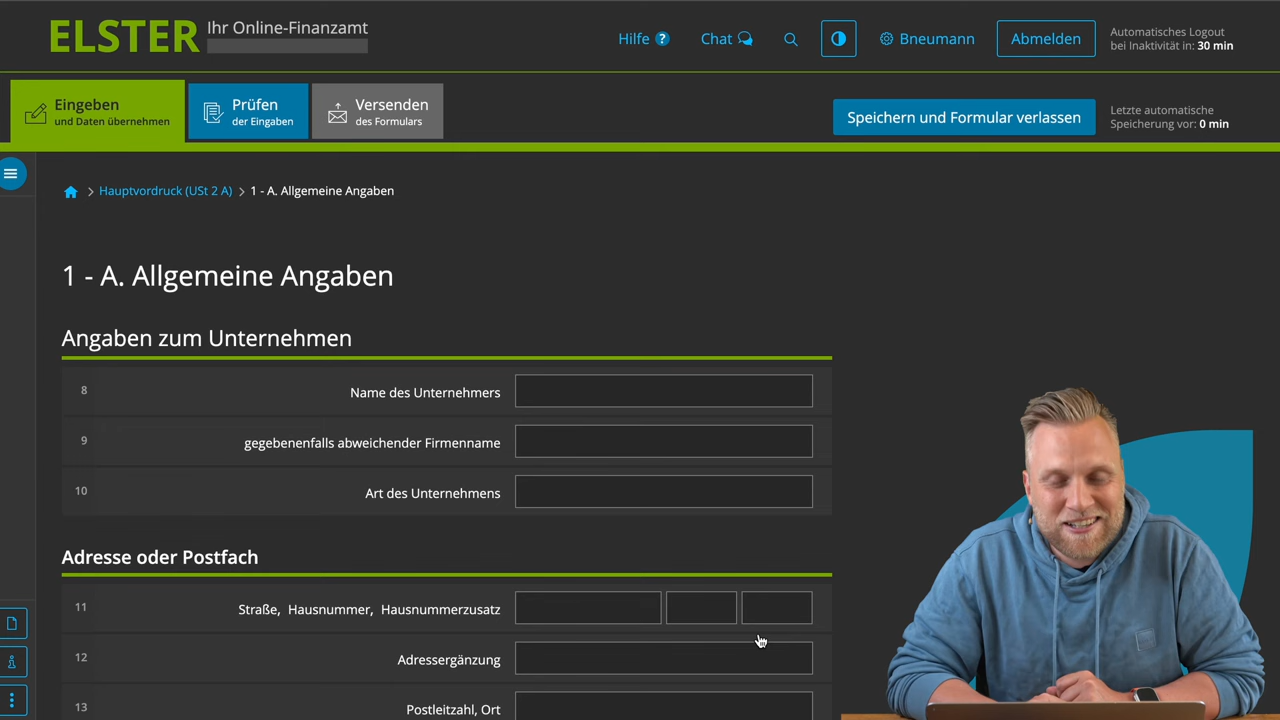 ELSTER
Ihr Online-Finanzamt
Hilfe ?
Chat
Bneumann
Abmelden
Automatisches Logout
bei Inaktivität in: 30 min
Eingeben
und Daten übernehmen
Prüfen
der Eingaben
Versenden
des Formulars
Speichern und Formular verlassen
Letzte automatische
Speicherung vor: 0 min
> Hauptvordruck (USt 2 A) > 1 - A. Allgemeine Angaben
1 - A. Allgemeine Angaben
Angaben zum Unternehmen
8 Name des Unternehmers
9 gegebenenfalls abweichender Firmenname
10 Art des Unternehmens
Adresse oder Postfach
11 Straße, Hausnummer, Hausnummerzusatz
12 Adressergänzung
13 Postleitzahl, Ort